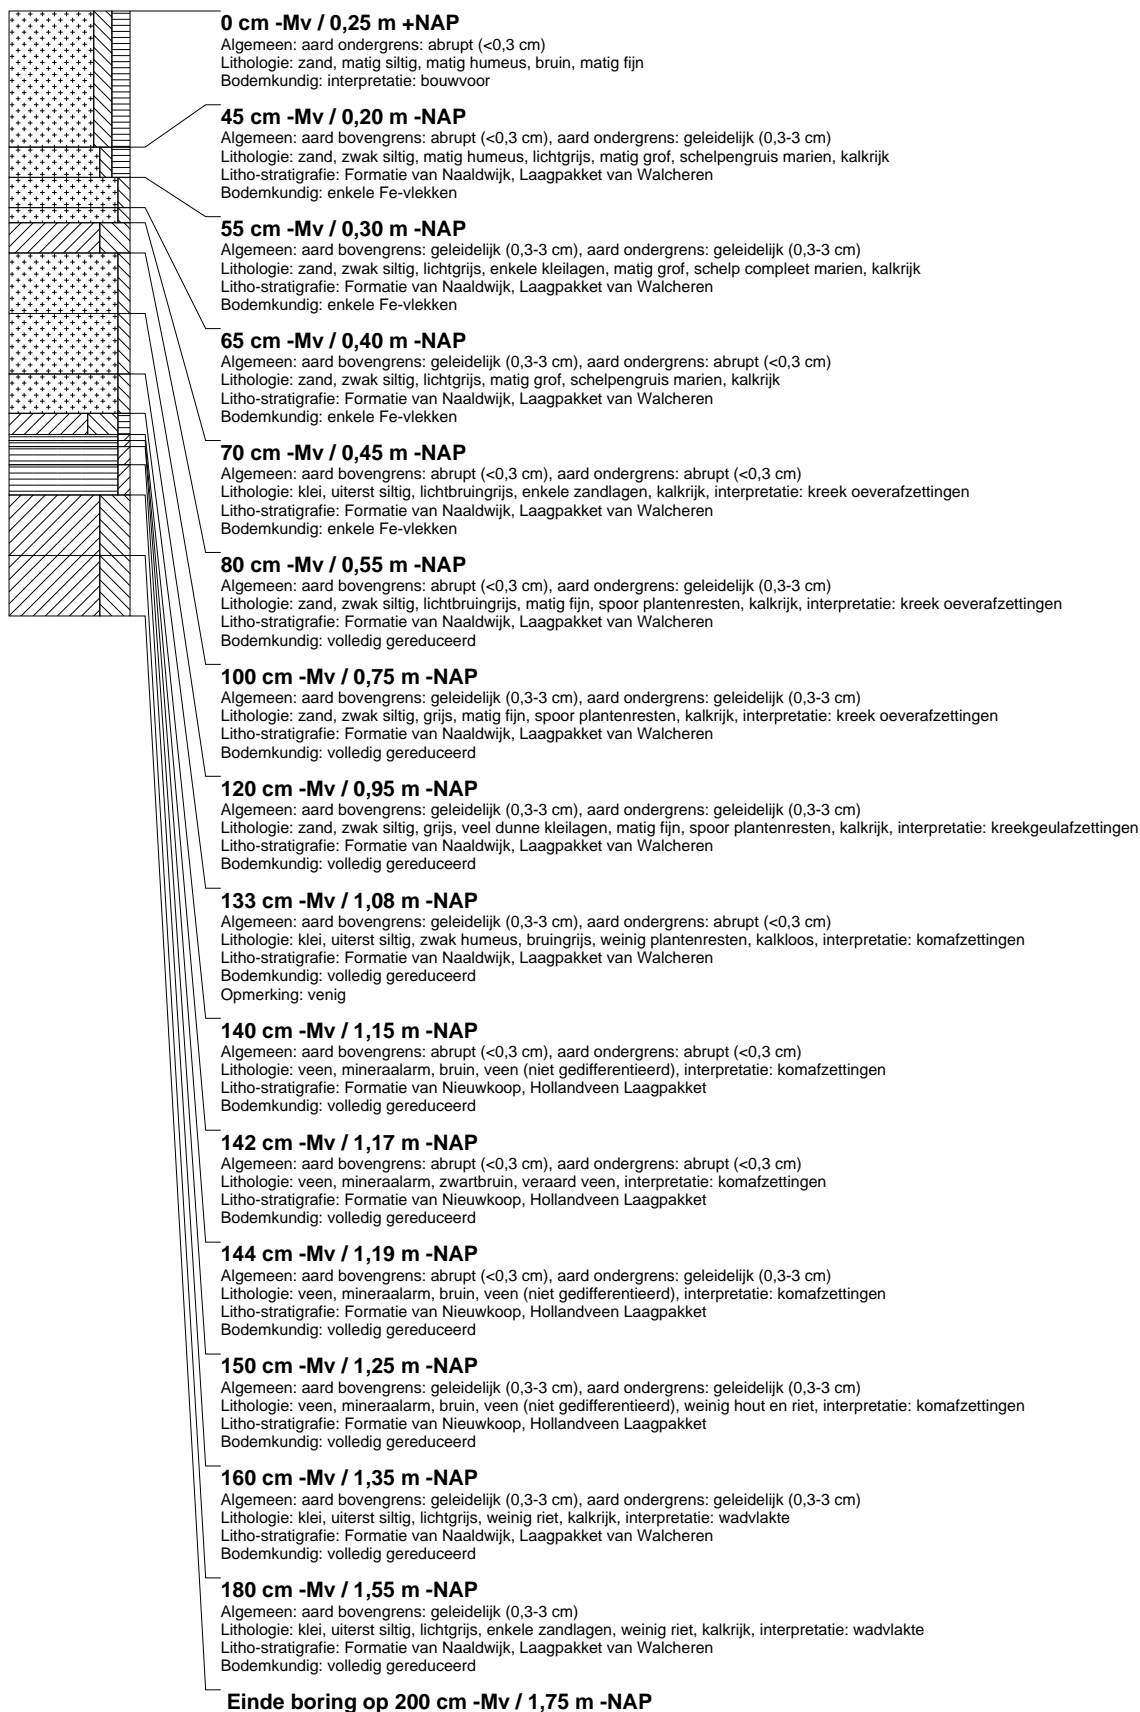 0 cm -Mv / 0,25 m +NAP
Algemeen: aard ondergrens: abrupt (<0,3 cm)
Lithologie: zand, matig siltig, matig humeus, bruin, matig fijn
Bodemkundig: interpretatie: bouwvoor
45 cm -Mv / 0,20 m -NAP
Algemeen: aard bovengrens: abrupt (<0,3 cm), aard ondergrens: geleidelijk (0,3-3 cm)
Lithologie: zand, zwak siltig, matig humeus, lichtgrijs, matig grof, schelpengruis marien, kalkrijk
Litho-stratigrafie: Formatie van Naaldwijk, Laagpakket van Walcheren
Bodemkundig: enkele Fe-vlekken
55 cm -Mv / 0,30 m -NAP
Algemeen: aard bovengrens: geleidelijk (0,3-3 cm), aard ondergrens: geleidelijk (0,3-3 cm)
Lithologie: zand, zwak siltig, lichtgrijs, enkele kleilagen, matig grof, schelp compleet marien, kalkrijk
Litho-stratigrafie: Formatie van Naaldwijk, Laagpakket van Walcheren
Bodemkundig: enkele Fe-vlekken
65 cm -Mv / 0,40 m -NAP
Algemeen: aard bovengrens: geleidelijk (0,3-3 cm), aard ondergrens: abrupt (<0,3 cm)
Lithologie: zand, zwak siltig, lichtgrijs, matig grof, schelpengruis marien, kalkrijk
Litho-stratigrafie: Formatie van Naaldwijk, Laagpakket van Walcheren
Bodemkundig: enkele Fe-vlekken
70 cm -Mv / 0,45 m -NAP
Algemeen: aard bovengrens: abrupt (<0,3 cm), aard ondergrens: abrupt (<0,3 cm)
Lithologie: klei, uiterst siltig, lichtbruingrijs, enkele zandlagen, kalkrijk, interpretatie: kreek oeverafzettingen
Litho-stratigrafie: Formatie van Naaldwijk, Laagpakket van Walcheren
Bodemkundig: enkele Fe-vlekken
80 cm -Mv / 0,55 m -NAP
Algemeen: aard bovengrens: abrupt (<0,3 cm), aard ondergrens: geleidelijk (0,3-3 cm)
Lithologie: zand, zwak siltig, lichtbruingrijs, matig fijn, spoor plantenresten, kalkrijk, interpretatie: kreek oeverafzettingen
Litho-stratigrafie: Formatie van Naaldwijk, Laagpakket van Walcheren
Bodemkundig: volledig gereduceerd
100 cm -Mv / 0,75 m -NAP
Algemeen: aard bovengrens: geleidelijk (0,3-3 cm), aard ondergrens: geleidelijk (0,3-3 cm)
Lithologie: zand, zwak siltig, grijs, matig fijn, spoor plantenresten, kalkrijk, interpretatie: kreek oeverafzettingen
Litho-stratigrafie: Formatie van Naaldwijk, Laagpakket van Walcheren
Bodemkundig: volledig gereduceerd
120 cm -Mv / 0,95 m -NAP
Algemeen: aard bovengrens: geleidelijk (0,3-3 cm), aard ondergrens: geleidelijk (0,3-3 cm)
Lithologie: zand, zwak siltig, grijs, veel dunne kleilagen, matig fijn, spoor plantenresten, kalkrijk, interpretatie: kreekgeulafzettingen
Litho-stratigrafie: Formatie van Naaldwijk, Laagpakket van Walcheren
Bodemkundig: volledig gereduceerd
133 cm -Mv / 1,08 m -NAP
Algemeen: aard bovengrens: geleidelijk (0,3-3 cm), aard ondergrens: abrupt (<0,3 cm)
Lithologie: klei, uiterst siltig, zwak humeus, bruingrijs, weinig plantenresten, kalkloos, interpretatie: komafzettingen
Litho-stratigrafie: Formatie van Naaldwijk, Laagpakket van Walcheren
Bodemkundig: volledig gereduceerd
Opmerking: venig
140 cm -Mv / 1,15 m -NAP
Algemeen: aard bovengrens: abrupt (<0,3 cm), aard ondergrens: abrupt (<0,3 cm)
Lithologie: veen, mineraalarm, bruin, veen (niet gedifferentieerd), interpretatie: komafzettingen
Litho-stratigrafie: Formatie van Nieuwkoop, Hollandveen Laagpakket
Bodemkundig: volledig gereduceerd
142 cm -Mv / 1,17 m -NAP
Algemeen: aard bovengrens: abrupt (<0,3 cm), aard ondergrens: abrupt (<0,3 cm)
Lithologie: veen, mineraalarm, zwartbruin, veraard veen, interpretatie: komafzettingen
Litho-stratigrafie: Formatie van Nieuwkoop, Hollandveen Laagpakket
Bodemkundig: volledig gereduceerd
144 cm -Mv / 1,19 m -NAP
Algemeen: aard bovengrens: abrupt (<0,3 cm), aard ondergrens: geleidelijk (0,3-3 cm)
Lithologie: veen, mineraalarm, bruin, veen (niet gedifferentieerd), interpretatie: komafzettingen
Litho-stratigrafie: Formatie van Nieuwkoop, Hollandveen Laagpakket
Bodemkundig: volledig gereduceerd
150 cm -Mv / 1,25 m -NAP
Algemeen: aard bovengrens: geleidelijk (0,3-3 cm), aard ondergrens: geleidelijk (0,3-3 cm)
Lithologie: veen, mineraalarm, bruin, veen (niet gedifferentieerd), weinig hout en riet, interpretatie: komafzettingen
Litho-stratigrafie: Formatie van Nieuwkoop, Hollandveen Laagpakket
Bodemkundig: volledig gereduceerd
160 cm -Mv / 1,35 m -NAP
Algemeen: aard bovengrens: geleidelijk (0,3-3 cm), aard ondergrens: geleidelijk (0,3-3 cm)
Lithologie: klei, uiterst siltig, lichtgrijs, weinig riet, kalkrijk, interpretatie: wadvlakte
Litho-stratigrafie: Formatie van Naaldwijk, Laagpakket van Walcheren
Bodemkundig: volledig gereduceerd
180 cm -Mv / 1,55 m -NAP
Algemeen: aard bovengrens: geleidelijk (0,3-3 cm)
Lithologie: klei, uiterst siltig, lichtgrijs, enkele zandlagen, weinig riet, kalkrijk, interpretatie: wadvlakte
Litho-stratigrafie: Formatie van Naaldwijk, Laagpakket van Walcheren
Bodemkundig: volledig gereduceerd
Einde boring op 200 cm -Mv / 1,75 m -NAP